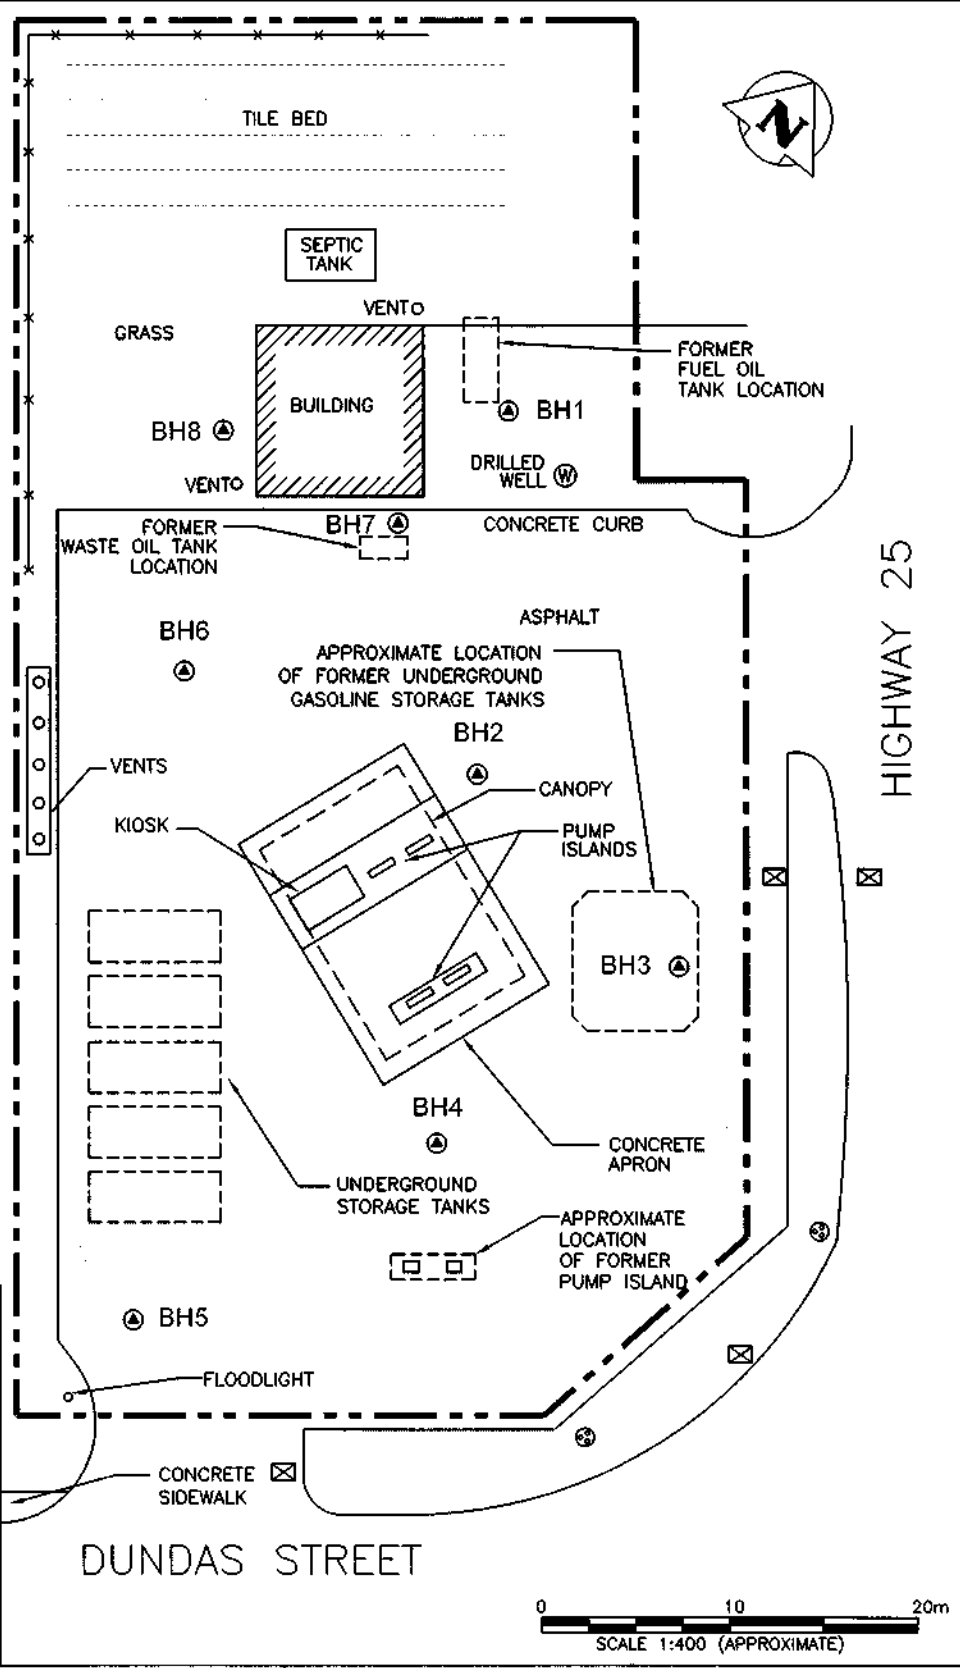 TILE BED
N
SEPTIC
TANK
VENT
GRASS
FORMER
FUEL OIL
TANK LOCATION
BUILDING
BH1
BH8
DRILLED
WELL
W
VENT
BH7
CONCRETE CURB
FORMER
WASTE OIL TANK
LOCATION
HIGHWAY 25
ASPHALT
BH6
APPROXIMATE LOCATION
OF FORMER UNDERGROUND
GASOLINE STORAGE TANKS
BH2
VENTS
CANOPY
KIOSK
PUMP
ISLANDS
BH3
BH4
CONCRETE
APRON
UNDERGROUND
STORAGE TANKS
APPROXIMATE
LOCATION
OF FORMER
PUMP ISLAND
BH5
FLOODLIGHT
CONCRETE
SIDEWALK
DUNDAS STREET
0 10 20m
SCALE 1:400 (APPROXIMATE)